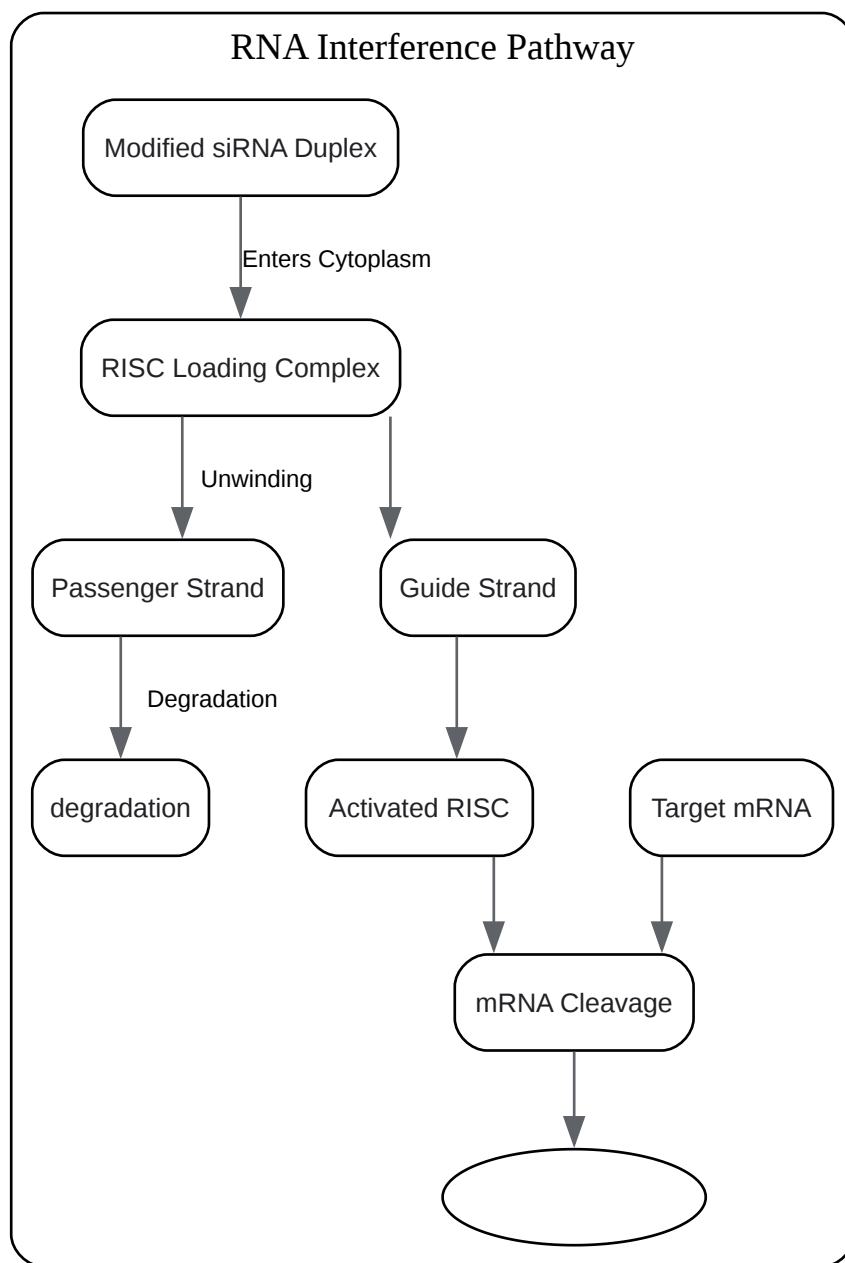 RNA Interference Pathway
Modified siRNA Duplex
Enters Cytoplasm
RISC Loading Complex
Unwinding
Passenger Strand
Guide Strand
Degradation
degradation
Activated RISC
Target mRNA
mRNA Cleavage